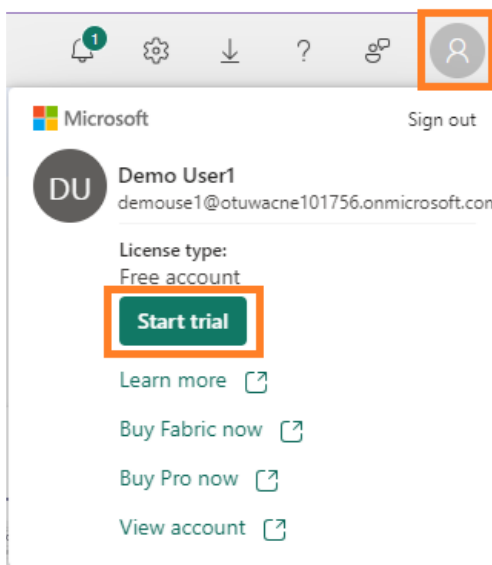 1
?
Microsoft
Sign out
DU
Demo User1
demouse1@otuwacne101756.onmicrosoft.com
License type:
Free account
Start trial
Learn more
Buy Fabric now
Buy Pro now
View account